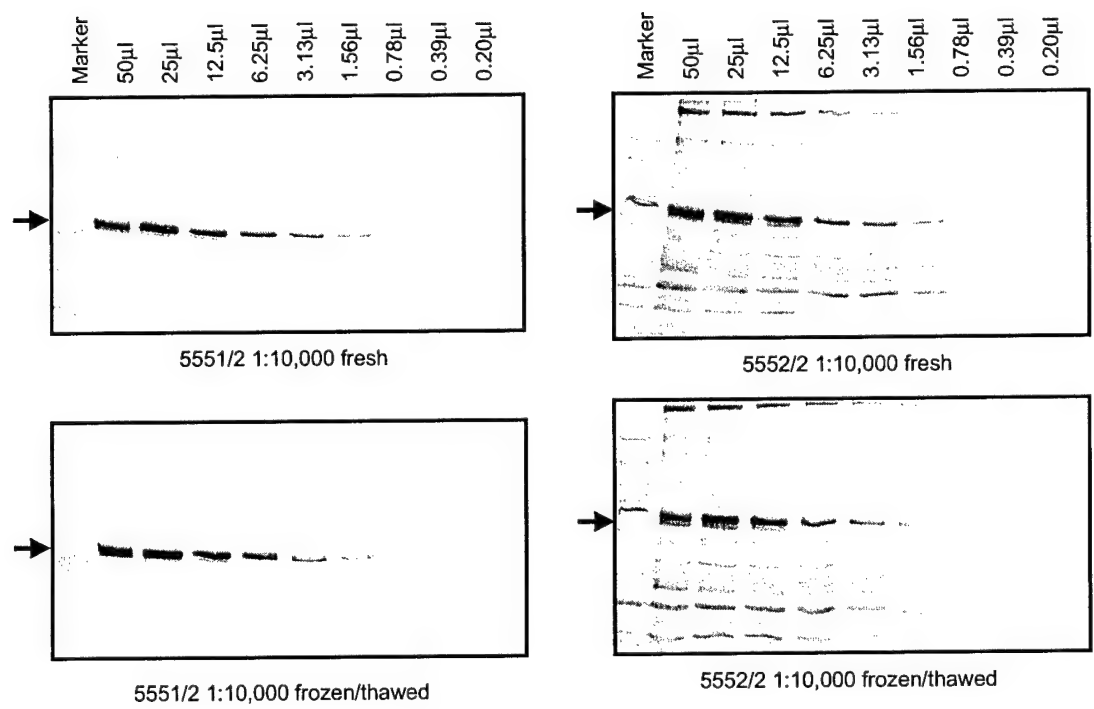 Marker 50µl 25µl 12.5µl 6.25µl 3.13µl 1.56µl 0.78µl 0.39µl 0.20µl
Marker 50µl 25µl 12.5µl 6.25µl 3.13µl 1.56µl 0.78µl 0.39µl 0.20µl
5551/2 1:10,000 fresh
5552/2 1:10,000 fresh
5551/2 1:10,000 frozen/thawed
5552/2 1:10,000 frozen/thawed